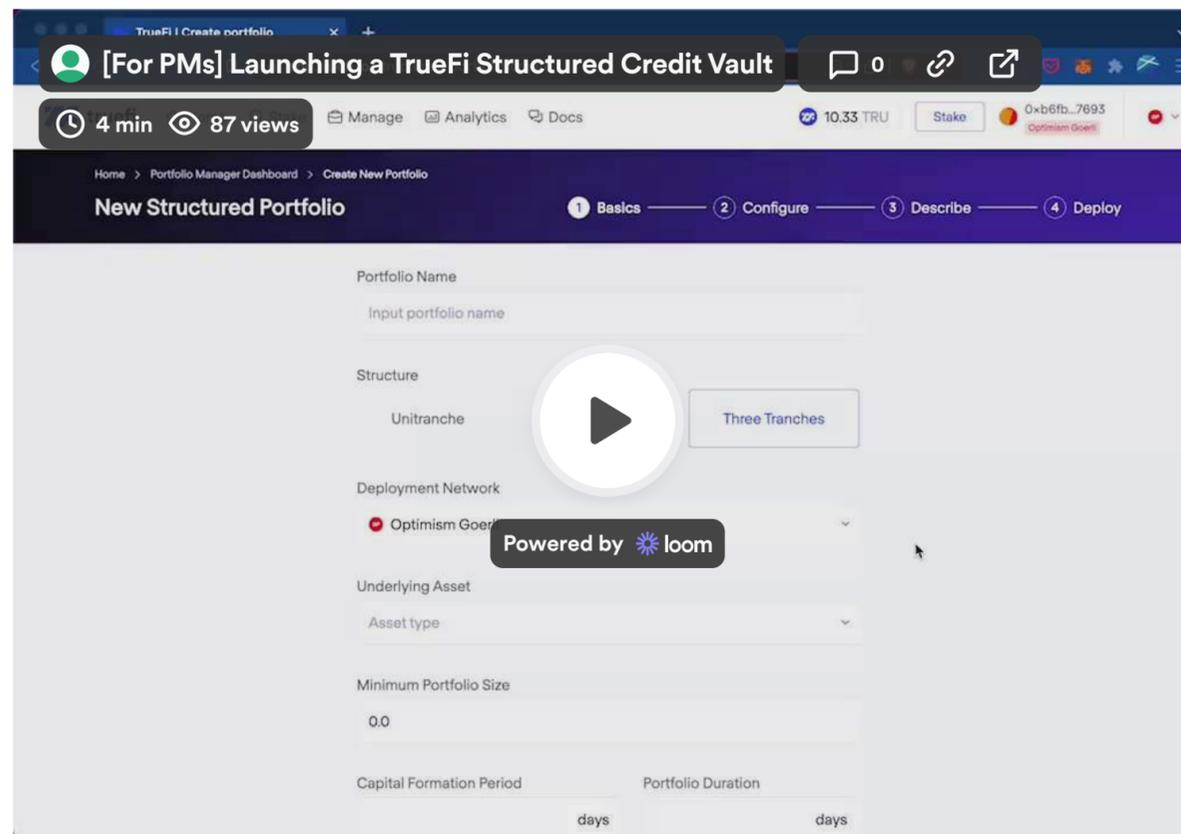 TrueFi | Create portfolio
[For PMs] Launching a TrueFi Structured Credit Vault
0
4 min 87 views
Manage Analytics Docs
10.33 TRU
Stake
0xb6fb...7693
Optimism Goerli
Home > Portfolio Manager Dashboard > Create New Portfolio
New Structured Portfolio
1 Basics 2 Configure 3 Describe 4 Deploy
Portfolio Name
Input portfolio name
Structure
Unitranche
Three Tranches
Deployment Network
Optimism Goerli
Powered by loom
Underlying Asset
Asset type
Minimum Portfolio Size
0.0
Capital Formation Period Portfolio Duration
days days